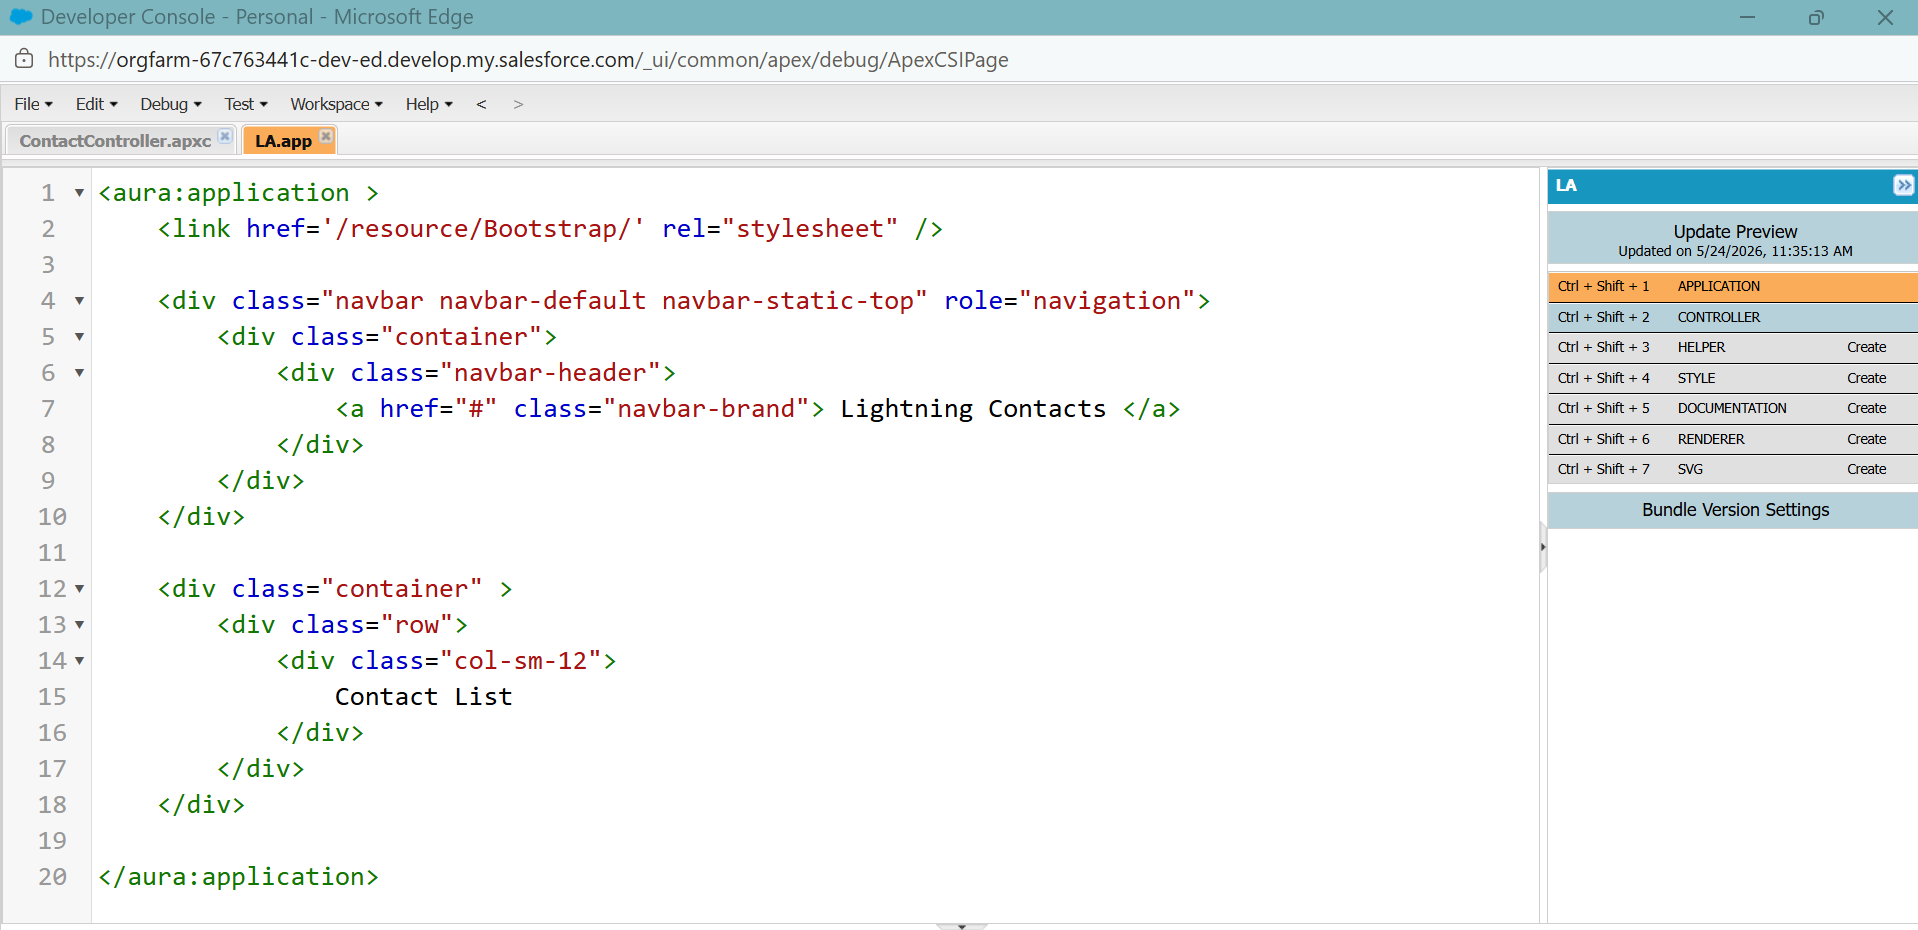 Developer Console - Personal - Microsoft Edge
https://orgfarm-67c763441c-dev-ed.develop.my.salesforce.com/_ui/common/apex/debug/ApexCSIPage
File Edit Debug Test Workspace Help < >
ContactController.apxc LA.app
1 <aura:application >
2     <link href='/resource/Bootstrap/' rel="stylesheet" />
3
4     <div class="navbar navbar-default navbar-static-top" role="navigation">
5         <div class="container">
6             <div class="navbar-header">
7                 <a href="#" class="navbar-brand"> Lightning Contacts </a>
8             </div>
9         </div>
10     </div>
11
12     <div class="container" >
13         <div class="row">
14             <div class="col-sm-12">
15                 Contact List
16             </div>
17         </div>
18     </div>
19
20 </aura:application>
LA
Update Preview
Updated on 5/24/2026, 11:35:13 AM
Ctrl + Shift + 1 APPLICATION
Ctrl + Shift + 2 CONTROLLER
Ctrl + Shift + 3 HELPER Create
Ctrl + Shift + 4 STYLE Create
Ctrl + Shift + 5 DOCUMENTATION Create
Ctrl + Shift + 6 RENDERER Create
Ctrl + Shift + 7 SVG Create
Bundle Version Settings